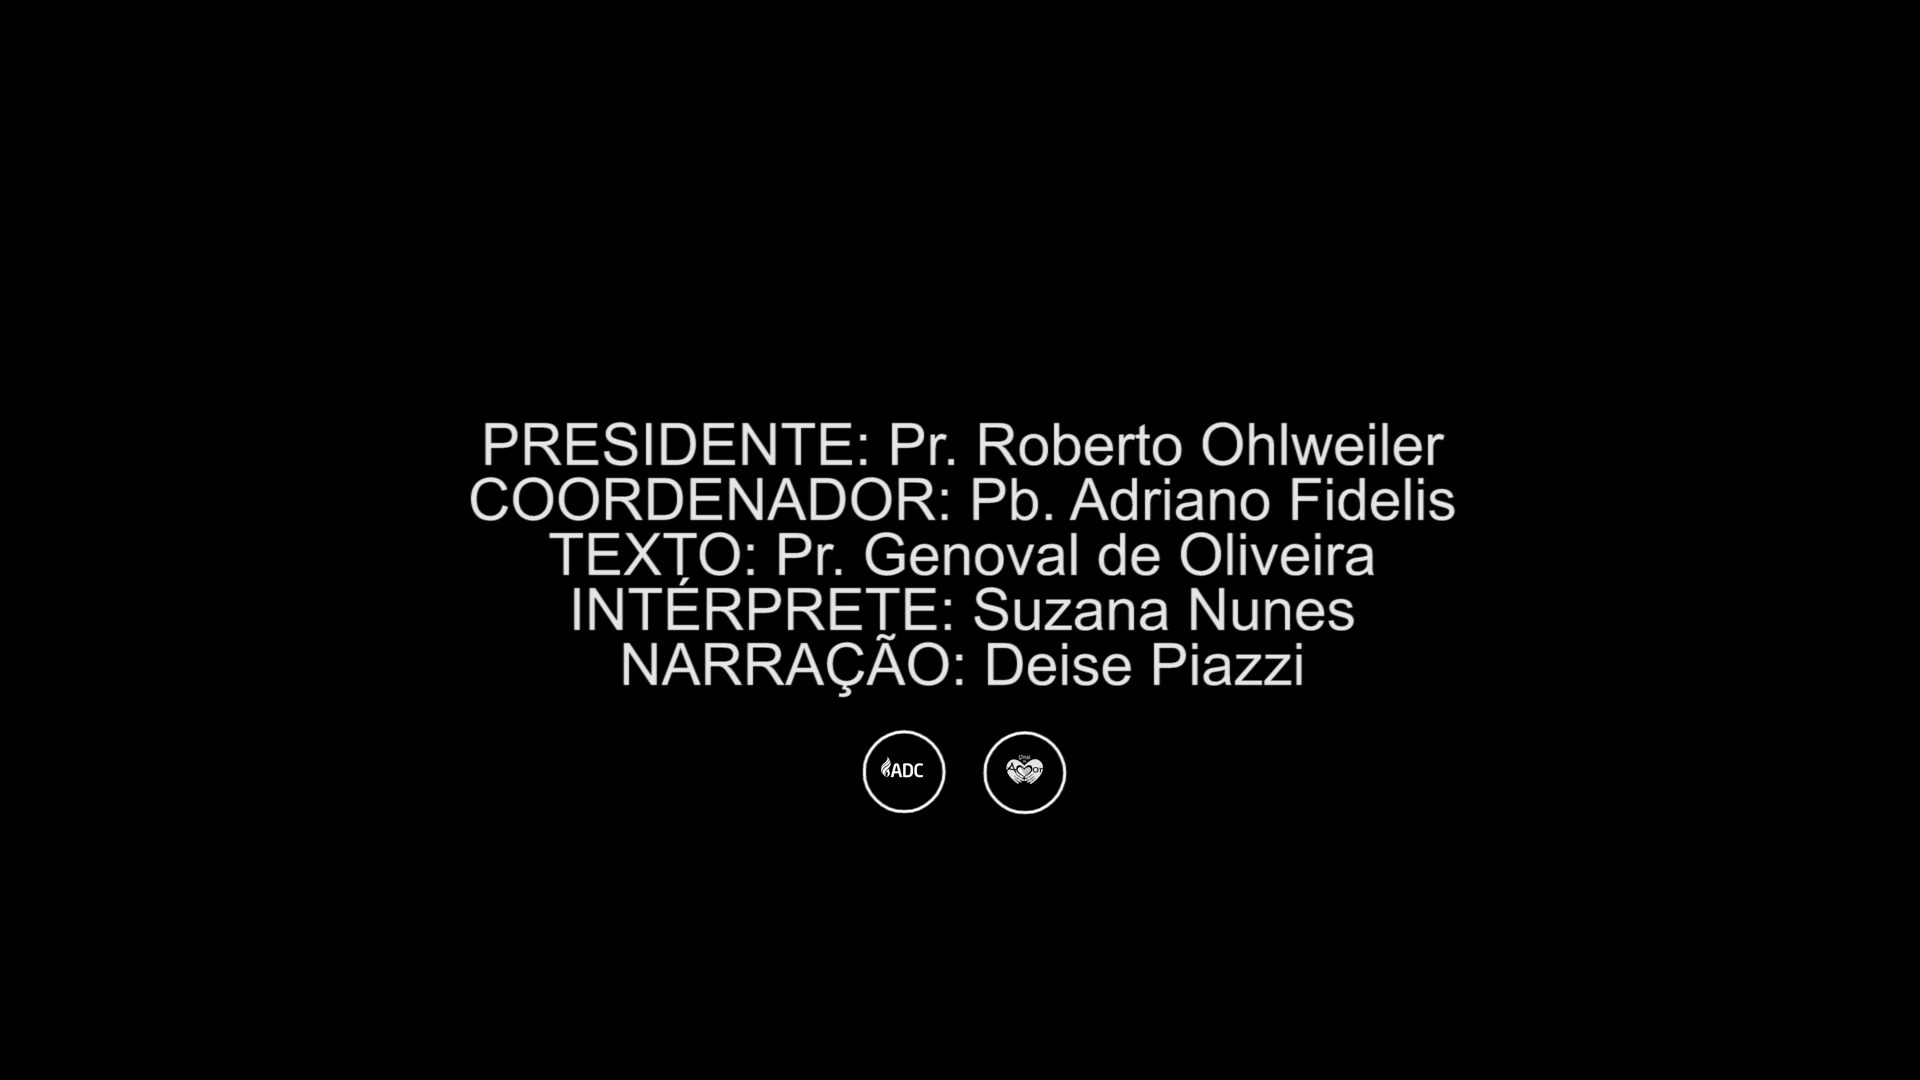 PRESIDENTE: Pr. Roberto Ohlweiler
COORDENADOR: Pb. Adriano Fidelis
TEXTO: Pr. Genoval de Oliveira
INTÉRPRETE: Suzana Nunes
NARRAÇÃO: Deise Piazzi
ADC
Amor